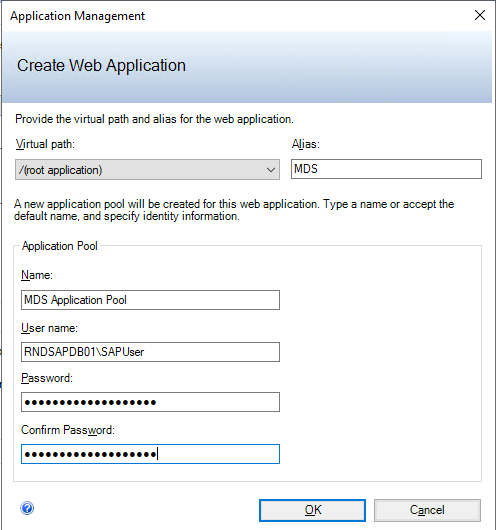 Application Management
Create Web Application
Provide the virtual path and alias for the web application.
Virtual path:
Alias:
/(root application)
MDS
A new application pool will be created for this web application. Type a name or accept the
default name, and specify identity information.
Application Pool
Name:
MDS Application Pool
User name:
RNDSAPDB01\SAPUser
Password:
●●●●●●●●●●●●●●●●●●●
Confirm Password:
●●●●●●●●●●●●●●●●●●●
OK
Cancel